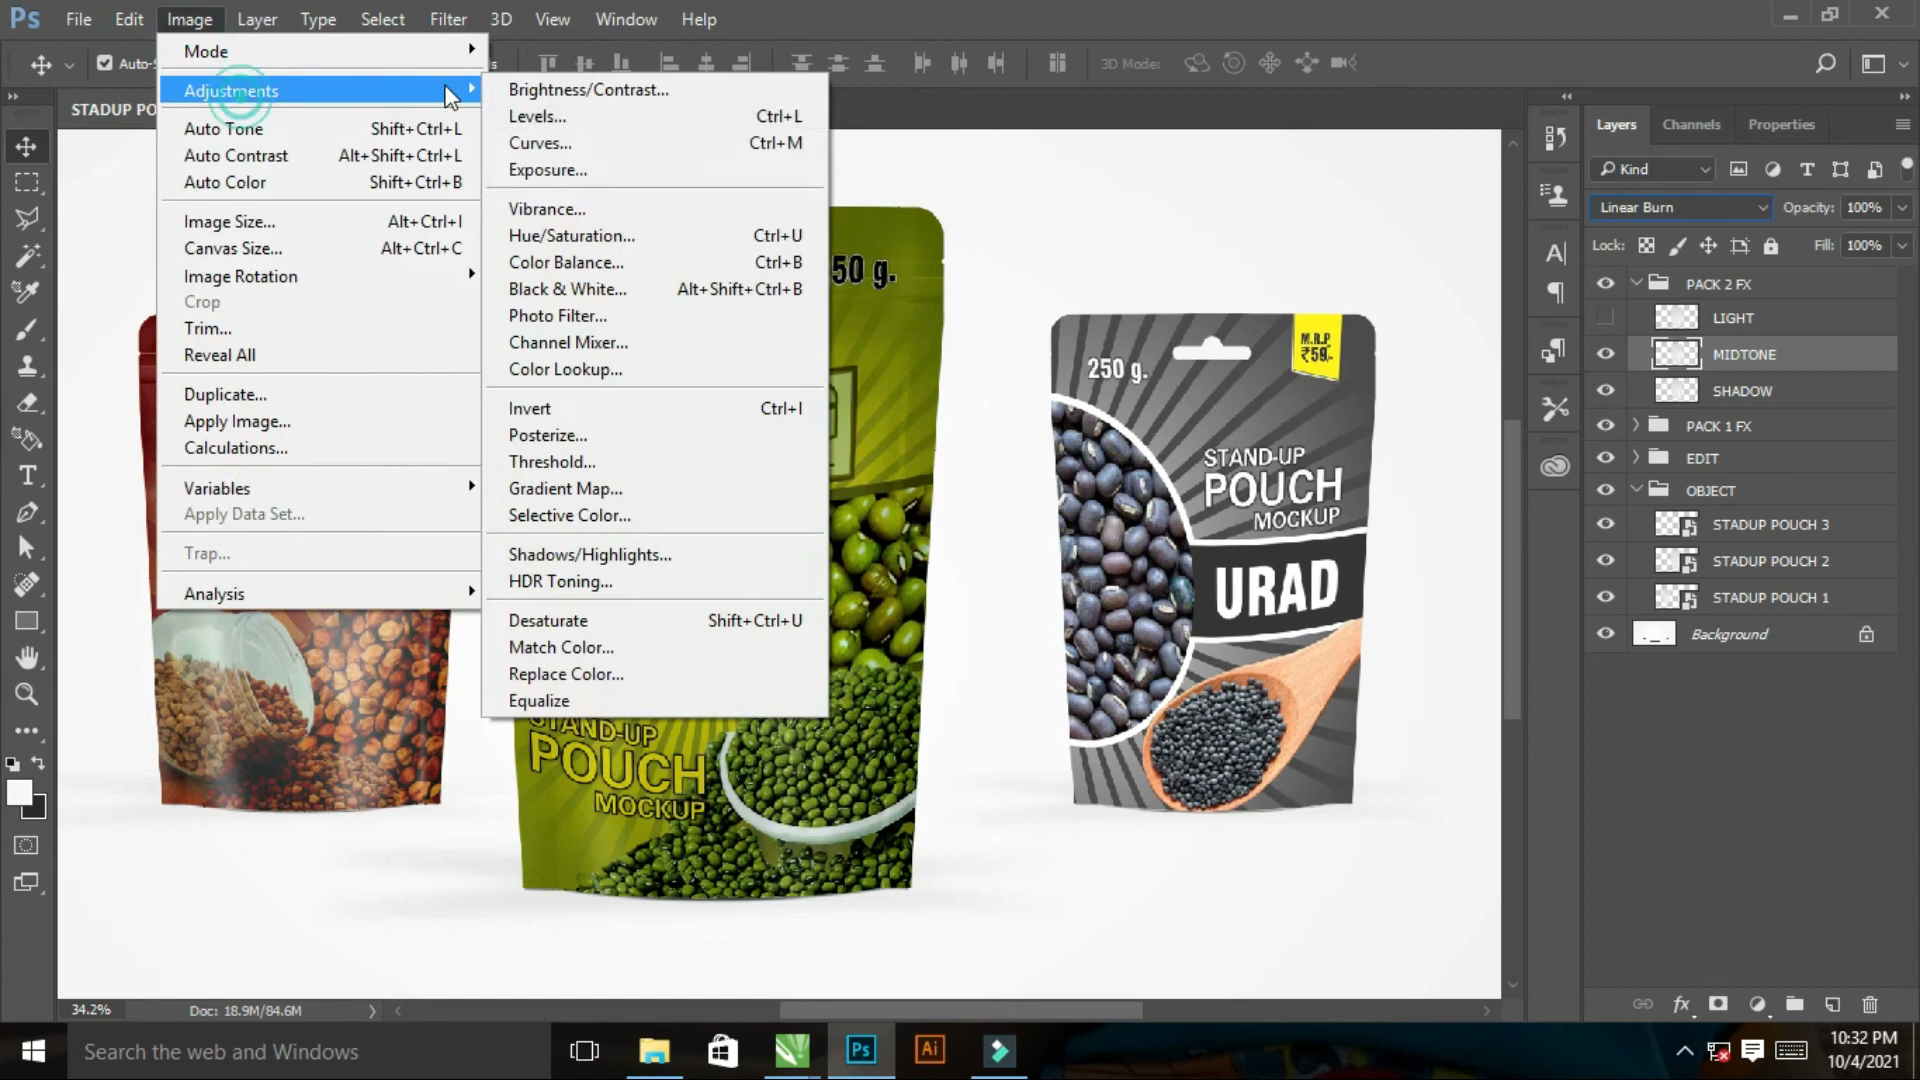 Ps File Edit Image Layer Type Select Filter 3D View Window Help
Auto-S
3D Mode:
STADUP PO
Mode
Adjustments
Auto Tone Shift+Ctrl+L
Auto Contrast Alt+Shift+Ctrl+L
Auto Color Shift+Ctrl+B
Image Size... Alt+Ctrl+I
Canvas Size... Alt+Ctrl+C
Image Rotation
Crop
Trim...
Reveal All
Duplicate...
Apply Image...
Calculations...
Variables
Apply Data Set...
Trap...
Analysis
Brightness/Contrast...
Levels... Ctrl+L
Curves... Ctrl+M
Exposure...
Vibrance...
Hue/Saturation... Ctrl+U
Color Balance... Ctrl+B
Black & White... Alt+Shift+Ctrl+B
Photo Filter...
Channel Mixer...
Color Lookup...
Invert Ctrl+I
Posterize...
Threshold...
Gradient Map...
Selective Color...
Shadows/Highlights...
HDR Toning...
Desaturate Shift+Ctrl+U
Match Color...
Replace Color...
Equalize
50 g.
STAND-UP
POUCH
MOCKUP
M.R.P
₹59/-
250 g.
STAND-UP
POUCH
MOCKUP
URAD
Layers Channels Properties
Kind
Linear Burn Opacity: 100%
Lock: Fill: 100%
PACK 2 FX
LIGHT
MIDTONE
SHADOW
PACK 1 FX
EDIT
OBJECT
STADUP POUCH 3
STADUP POUCH 2
STADUP POUCH 1
Background
fx
34.2% Doc: 18.9M/84.6M
Search the web and Windows
Ps
Ai
10:32 PM
10/4/2021